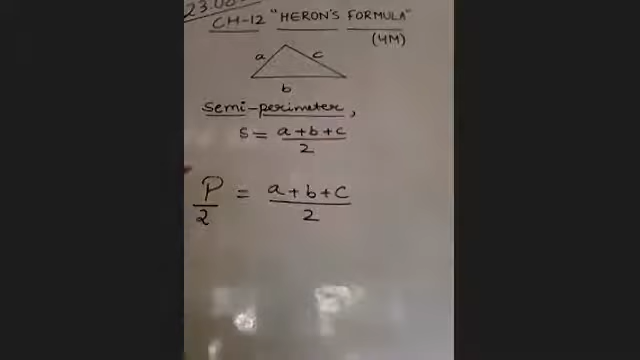 CH-12 "HERON'S FORMULA"
(4M)
a c
b
Semi-perimeter,
s = a+b+c
2
P = a+b+c
2 2